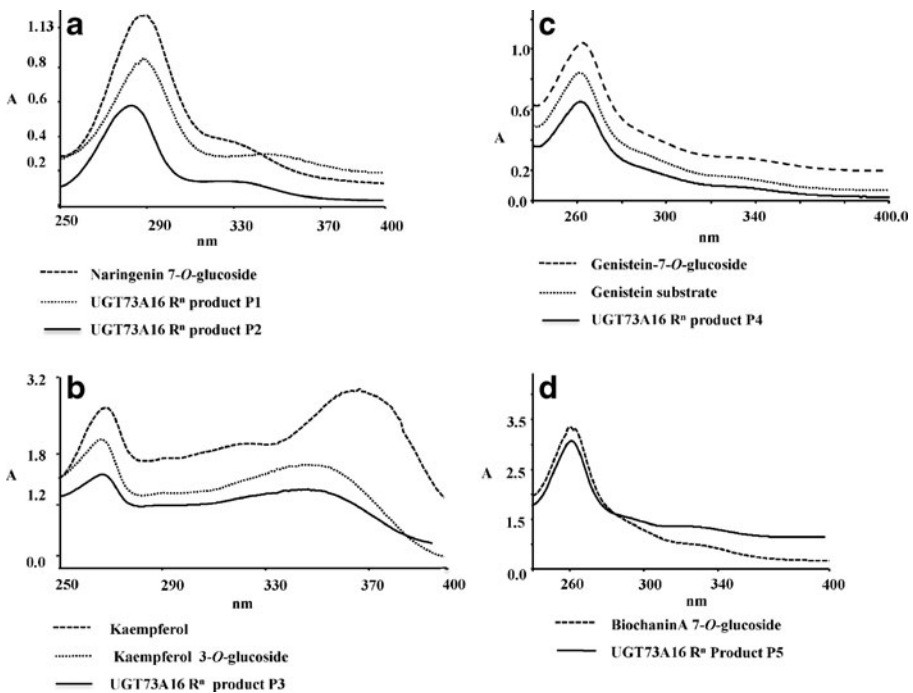 a
1.13
0.8
0.6
A
0.4
0.2
250
290
330
370
400
nm
Naringenin 7-O-glucoside
UGT73A16 Rⁿ product P1
UGT73A16 Rⁿ product P2
c
1.0
0.6
A
0.2
0.0
260
300
340
400.0
nm
Genistein-7-O-glucoside
Genistein substrate
UGT73A16 Rⁿ product P4
b
3.2
1.8
A
1.2
0.0
250
290
330
370
400
nm
Kaempferol
Kaempferol 3-O-glucoside
UGT73A16 Rⁿ product P3
d
3.5
2.5
A
1.5
0.0
260
300
340
400
nm
BiochaninA 7-O-glucoside
UGT73A16 Rⁿ Product P5